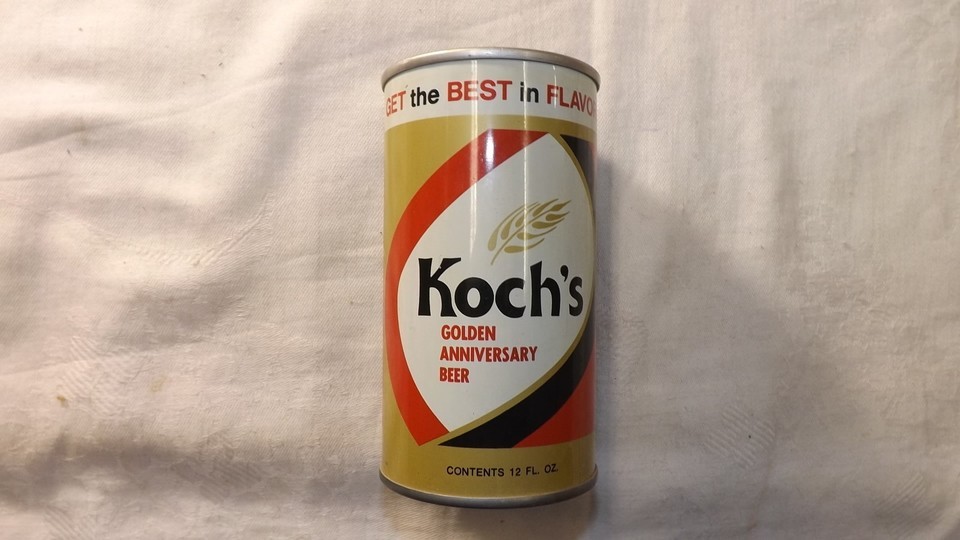 GET the BEST in FLAVO
Koch's
GOLDEN
ANNIVERSARY
BEER
CONTENTS 12 FL. OZ.